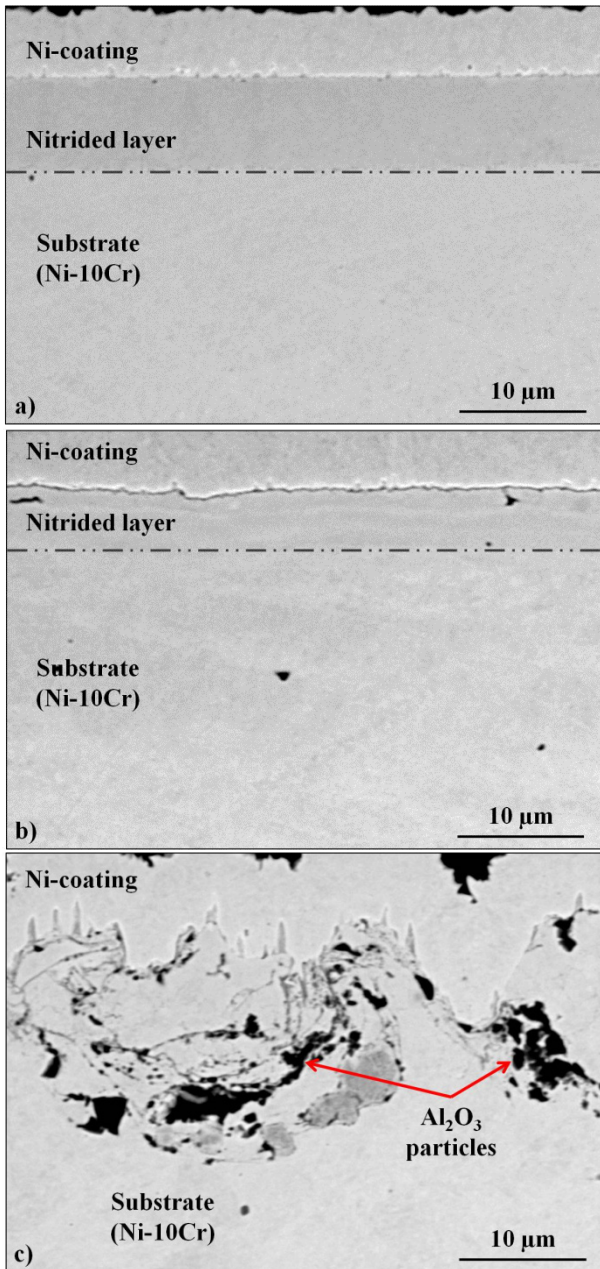 Ni-coating
Nitrided layer
Substrate
(Ni-10Cr)
10 µm
a)
Ni-coating
Nitrided layer
Substrate
(Ni-10Cr)
10 µm
b)
Ni-coating
Al₂O₃
particles
Substrate
(Ni-10Cr)
10 µm
c)